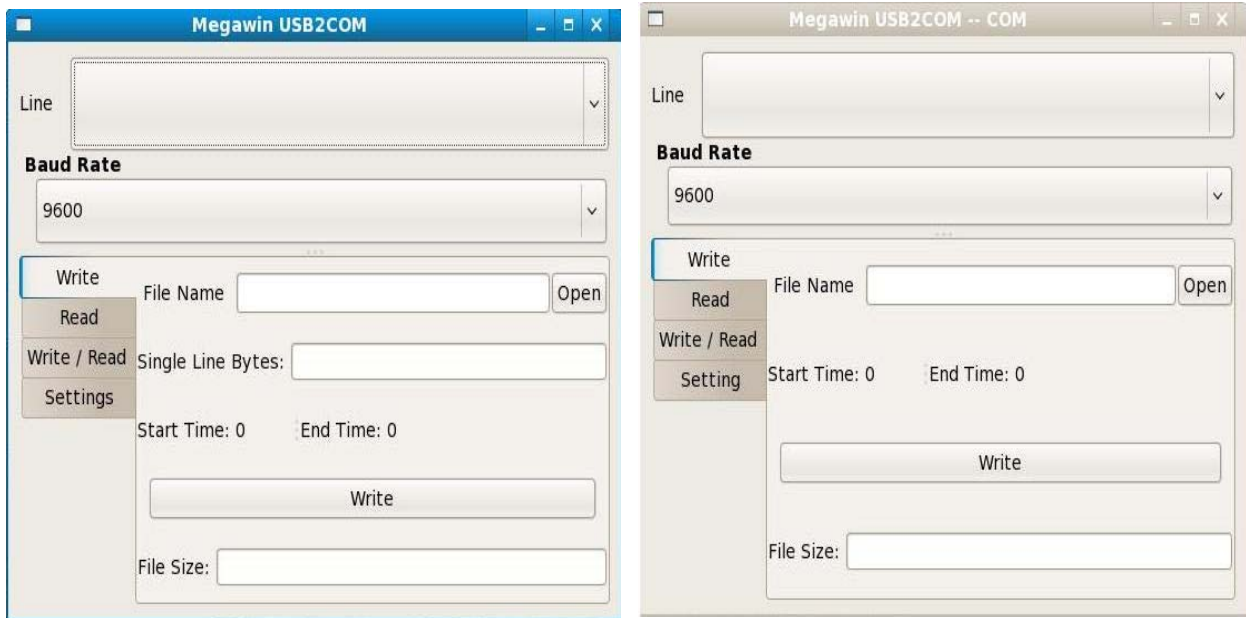 Megawin USB2COM
Line
Baud Rate
9600
Write
Read
Write / Read
Settings
File Name
Open
Single Line Bytes:
Start Time: 0 End Time: 0
Write
File Size:
Megawin USB2COM -- COM
Line
Baud Rate
9600
Write
Read
Write / Read
Setting
File Name
Open
Start Time: 0 End Time: 0
Write
File Size: